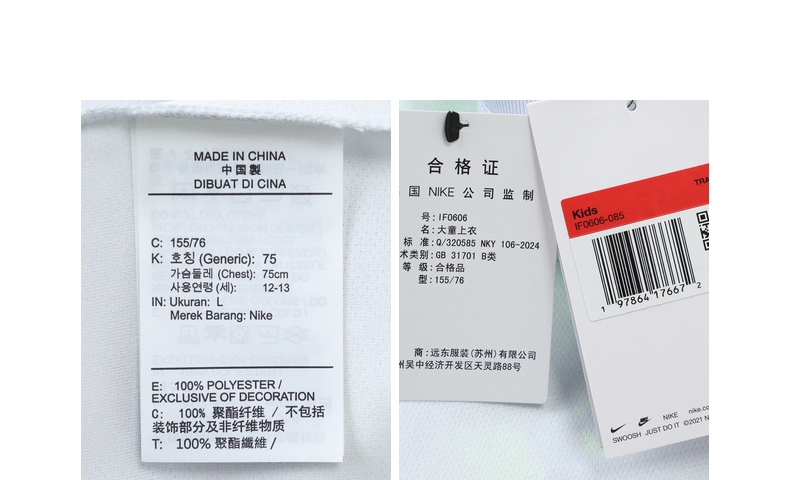 MADE IN CHINA
中国製
DIBUAT DI CINA
C: 155/76
K: 호칭 (Generic): 75
가슴둘레 (Chest): 75cm
사용연령 (세): 12-13
IN: Ukuran: L
Merek Barang: Nike
E: 100% POLYESTER /
EXCLUSIVE OF DECORATION
C: 100% 聚酯纤维 / 不包括
装饰部分及非纤维物质
T: 100% 聚酯纖維 /
合格证
国 NIKE 公司监制
号: IF0606
名: 大童上衣
标 准: Q/320585 NKY 106-2024
术类别: GB 31701 B类
等 级: 合格品
型: 155/76
商: 远东服装(苏州)有限公司
州吴中经济开发区天灵路88号
TRA
Kids
IF0606-085
1 97864 17667 2
NIKE nike.co
SWOOSH JUST DO IT ©2021 N